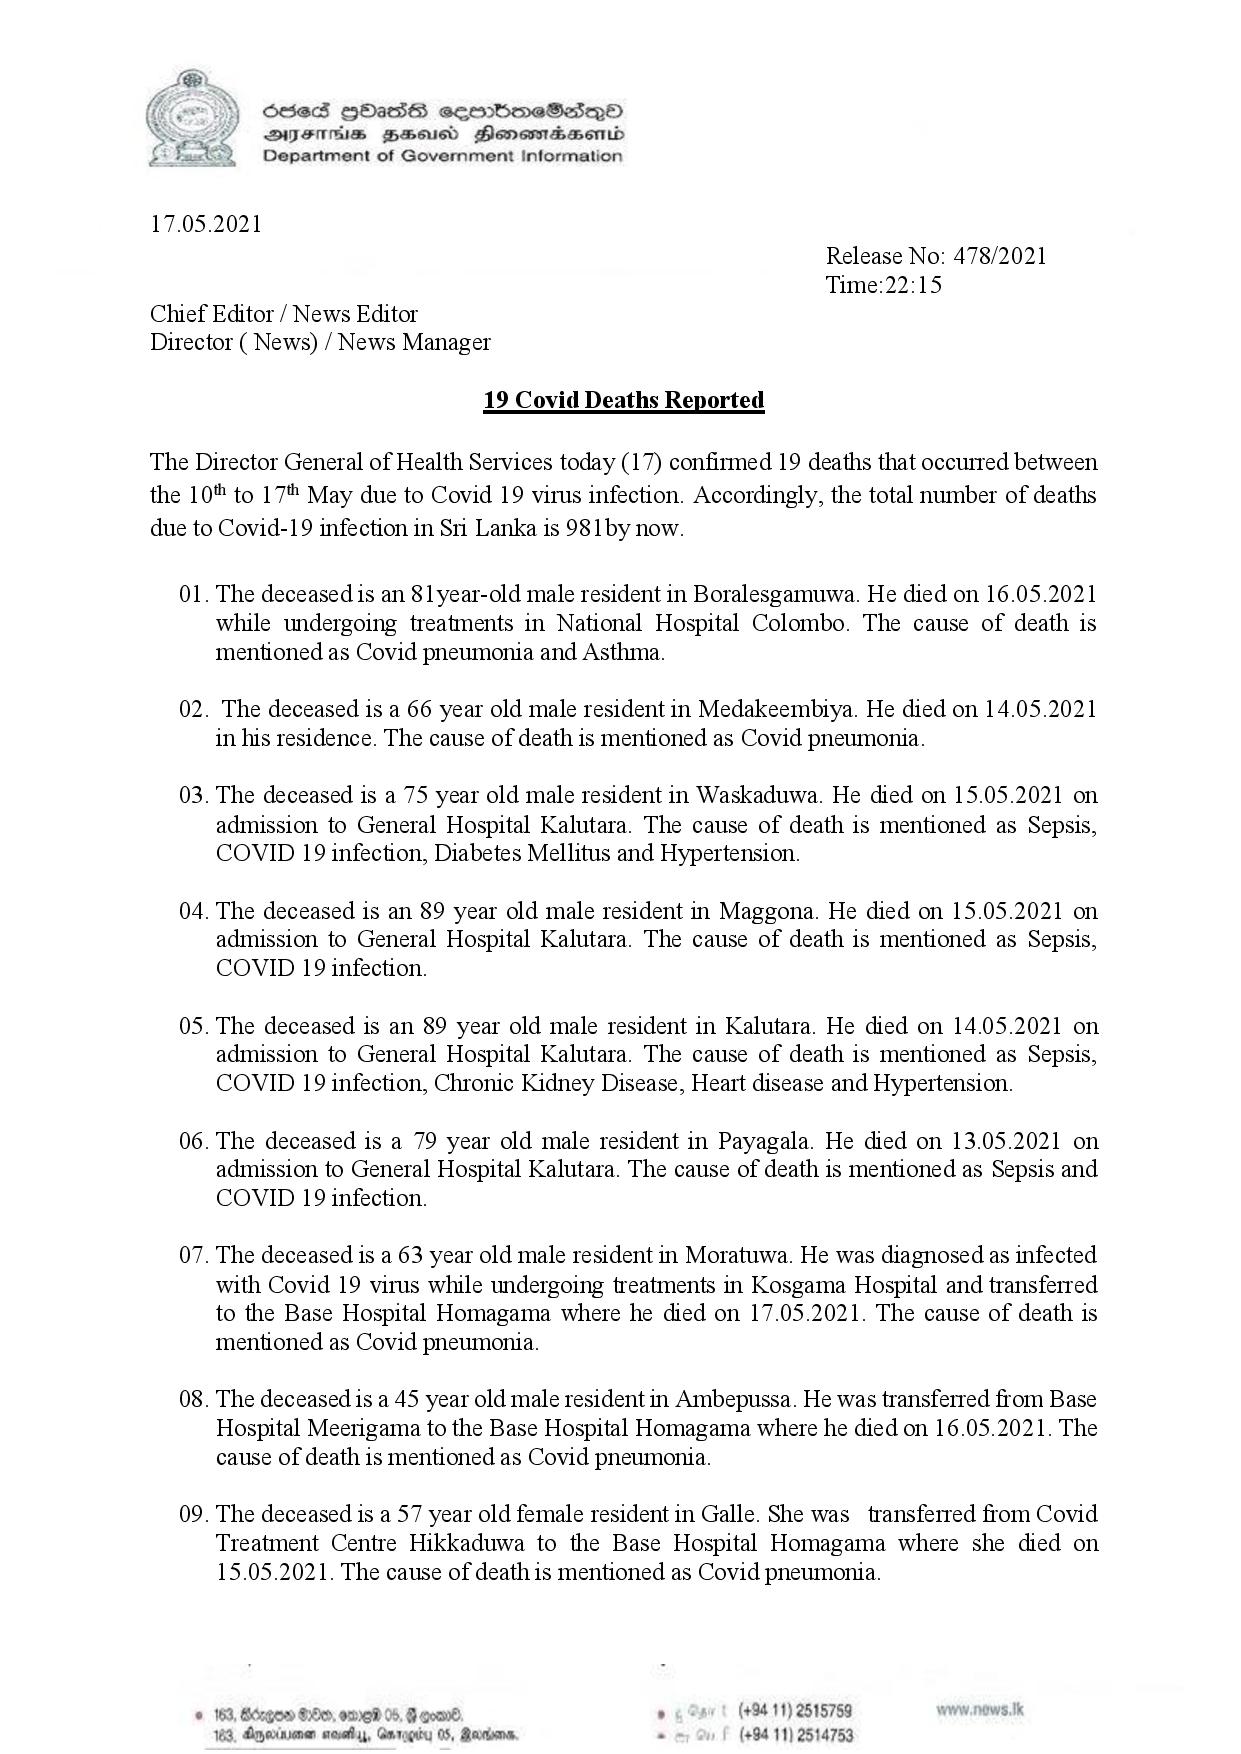 රජයේ ප්‍රවෘත්ති දෙපාර්තමේන්තුව
அரசாங்க தகவல் திணைக்களம்
Department of Government Information
17.05.2021
Release No: 478/2021
Time:22:15
Chief Editor / News Editor
Director ( News) / News Manager
19 Covid Deaths Reported
The Director General of Health Services today (17) confirmed 19 deaths that occurred between
the 10th to 17th May due to Covid 19 virus infection. Accordingly, the total number of deaths
due to Covid-19 infection in Sri Lanka is 981by now.
01. The deceased is an 81year-old male resident in Boralesgamuwa. He died on 16.05.2021
while undergoing treatments in National Hospital Colombo. The cause of death is
mentioned as Covid pneumonia and Asthma.
02. The deceased is a 66 year old male resident in Medakeembiya. He died on 14.05.2021
in his residence. The cause of death is mentioned as Covid pneumonia.
03. The deceased is a 75 year old male resident in Waskaduwa. He died on 15.05.2021 on
admission to General Hospital Kalutara. The cause of death is mentioned as Sepsis,
COVID 19 infection, Diabetes Mellitus and Hypertension.
04. The deceased is an 89 year old male resident in Maggona. He died on 15.05.2021 on
admission to General Hospital Kalutara. The cause of death is mentioned as Sepsis,
COVID 19 infection.
05. The deceased is an 89 year old male resident in Kalutara. He died on 14.05.2021 on
admission to General Hospital Kalutara. The cause of death is mentioned as Sepsis,
COVID 19 infection, Chronic Kidney Disease, Heart disease and Hypertension.
06. The deceased is a 79 year old male resident in Payagala. He died on 13.05.2021 on
admission to General Hospital Kalutara. The cause of death is mentioned as Sepsis and
COVID 19 infection.
07. The deceased is a 63 year old male resident in Moratuwa. He was diagnosed as infected
with Covid 19 virus while undergoing treatments in Kosgama Hospital and transferred
to the Base Hospital Homagama where he died on 17.05.2021. The cause of death is
mentioned as Covid pneumonia.
08. The deceased is a 45 year old male resident in Ambepussa. He was transferred from Base
Hospital Meerigama to the Base Hospital Homagama where he died on 16.05.2021. The
cause of death is mentioned as Covid pneumonia.
09. The deceased is a 57 year old female resident in Galle. She was transferred from Covid
Treatment Centre Hikkaduwa to the Base Hospital Homagama where she died on
15.05.2021. The cause of death is mentioned as Covid pneumonia.
163, කිරුලපන මාවත, කොළඹ 05, ශ්‍රී ලංකාව.
163, கிருலப்பனை வெனியூ, கொழும்பு 05, இலங்கை.
(+94 11) 2515759
(+94 11) 2514753
www.news.lk